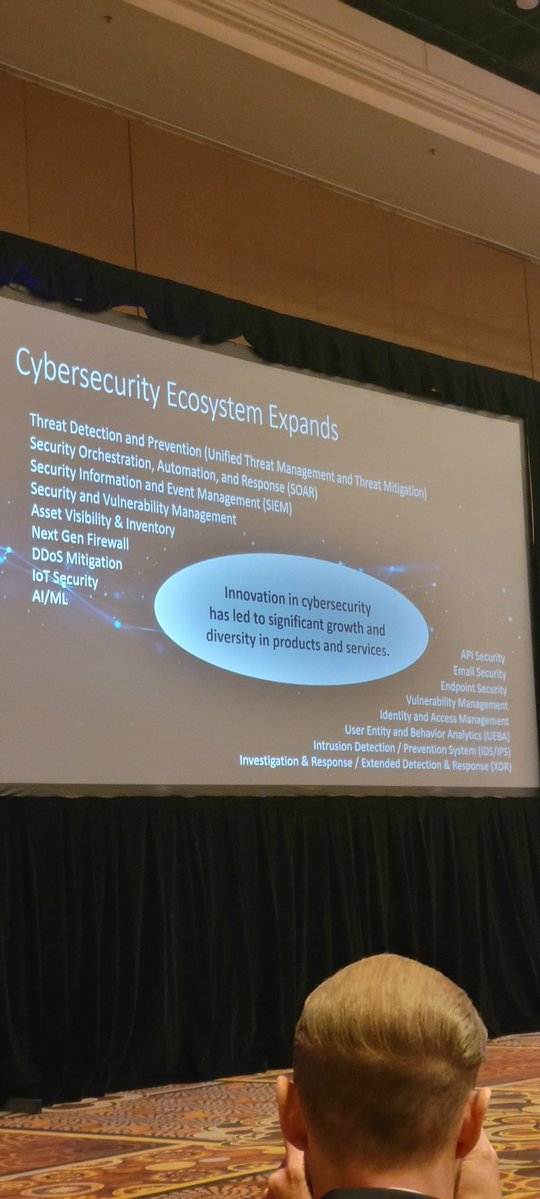 Cybersecurity Ecosystem Expands
Threat Detection and Prevention (Unified Threat Management and Threat Mitigation)
Security Orchestration, Automation, and Response (SOAR)
Security Information and Event Management (SIEM)
Security and Vulnerability Management
Asset Visibility & Inventory
Next Gen Firewall
DDoS Mitigation
IoT Security
AI/ML
Innovation in cybersecurity
has led to significant growth and
diversity in products and services.
API Security
Email Security
Endpoint Security
Vulnerability Management
Identity and Access Management
User Entity and Behavior Analytics (UEBA)
Intrusion Detection / Prevention System (IDS/IPS)
Investigation & Response / Extended Detection & Response (XDR)